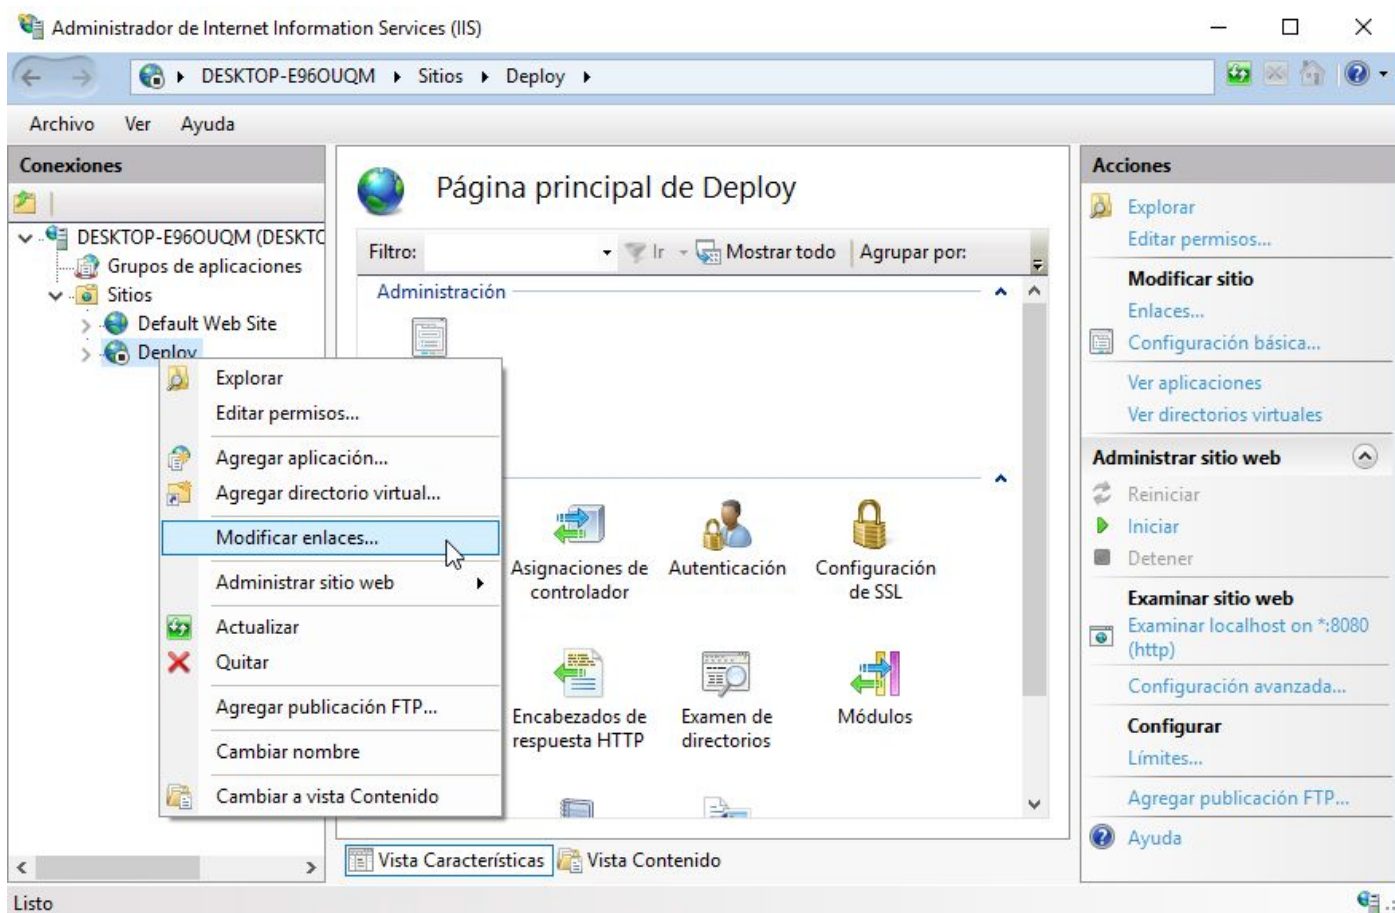 Administrador de Internet Information Services (IIS)
DESKTOP-E96OUQM
Sitios
Deploy
Archivo Ver Ayuda
Conexiones
DESKTOP-E96OUQM (DESKTO
Grupos de aplicaciones
Sitios
Default Web Site
Deploy
Explorar
Editar permisos...
Agregar aplicación...
Agregar directorio virtual...
Modificar enlaces...
Administrar sitio web
Actualizar
Quitar
Agregar publicación FTP...
Cambiar nombre
Cambiar a vista Contenido
Página principal de Deploy
Filtro: Ir Mostrar todo Agrupar por:
Administración
Asignaciones de
controlador
Autenticación
Configuración
de SSL
Encabezados de
respuesta HTTP
Examen de
directorios
Módulos
Vista Características Vista Contenido
Acciones
Explorar
Editar permisos...
Modificar sitio
Enlaces...
Configuración básica...
Ver aplicaciones
Ver directorios virtuales
Administrar sitio web
Reiniciar
Iniciar
Detener
Examinar sitio web
Examinar localhost on *:8080
(http)
Configuración avanzada...
Configurar
Límites...
Agregar publicación FTP...
Ayuda
Listo